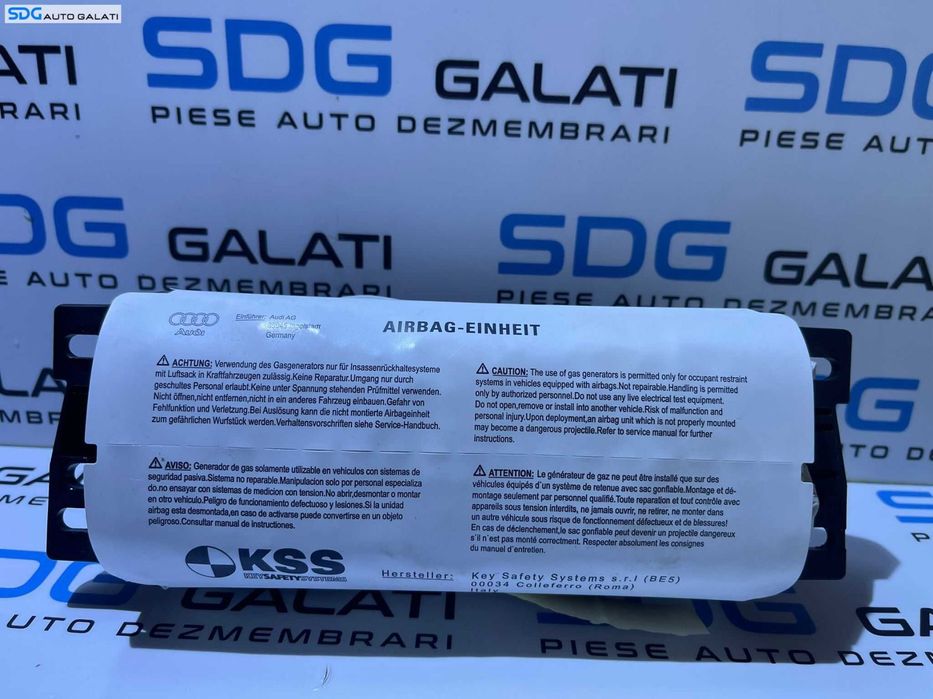 SDG AUTO GALATI
SDG GALATI
PIESE AUTO DEZMEMBRARI
SDG
PIESE AUTO
ATI
RARI
SDG GALATI
AUTO DEZMEMBRARI
SDG GALATI
PIESE AUTO DEZMEMBRARI
Audi
Einführer: Audi AG
Germany
AIRBAG-EINHEIT
⚠ ACHTUNG: Verwendung des Gasgenerators nur für Insassenrückhaltesysteme
mit Luftsack in Kraftfahrzeugen zulässig.Keine Reparatur.Umgang nur durch
geschultes Personal erlaubt.Keine unter Spannung stehenden Prüfmittel verwenden.
Nicht öffnen,nicht entfernen,nicht in ein anderes Fahrzeug einbauen.Gefahr von
Fehlfunktion und Verletzung.Bei Auslösung kann die nicht montierte Airbageinheit
zum gefährlichen Wurfstück werden.Verhaltensvorschriften siehe Service-Handbuch.
⚠ CAUTION: The use of gas generators is permitted only for occupant restraint
systems in vehicles equipped with airbags.Not repairable.Handling is permitted
only by authorized personnel.Do not use any live electrical test equipment.
Do not open,remove or install into another vehicle.Risk of malfunction and
personal injury.Upon deployment,an airbag unit which is not properly mounted
may become a dangerous projectile.Refer to service manual for further
instructions.
⚠ AVISO: Generador de gas solamente utilizable en vehiculos con sistemas de
seguridad pasiva.Sistema no reparable.Manipulacion solo por personal especializa
do.no ensayar con sistemas de medicion con tension.No abrir,desmontar o montar
en otro vehiculo.Peligro de funcionamiento defectuoso y lesiones.Si la unidad
airbag esta desmontada,en caso de activarse puede convertirse en un objeto
peligroso.Consultar manual de instrucciones.
⚠ ATTENTION: Le générateur de gaz ne peut être installé que sur des
véhicules équipés d'un système de retenue avec sac gonflable.Montage et dé-
montage seulement par personnel qualifié.Toute reparation et tout contrôle avec
appareils sous tension interdits, ne jamais ouvrir, ne retirer, ne monter dans
un autre véhicule sous risque de fonctionnement défectueux et de blessures!
En cas de déclenchement,le sac gonflable peut devenir un projectile dangereux
s'il n'est pas monté correctement. Respecter absolument les consignes
du manuel d'entretien.
KSS
KEY SAFETY SYSTEMS
Hersteller: Key Safety Systems s.r.l (BES)
00034 Colleferro (Roma)
Italy
GALATI
AUTO DEZMEMBRARI
SDG GALATI
PIESE AUTO DEZMEMBRARI